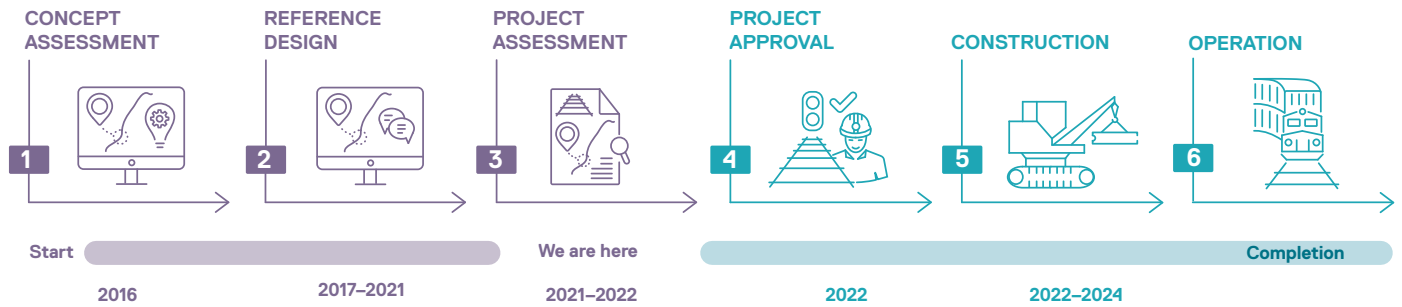 CONCEPT
ASSESSMENT
REFERENCE
DESIGN
PROJECT
ASSESSMENT
PROJECT
APPROVAL
CONSTRUCTION
OPERATION
1
2
3
4
5
6
Start
We are here
Completion
2016
2017–2021
2021–2022
2022
2022–2024